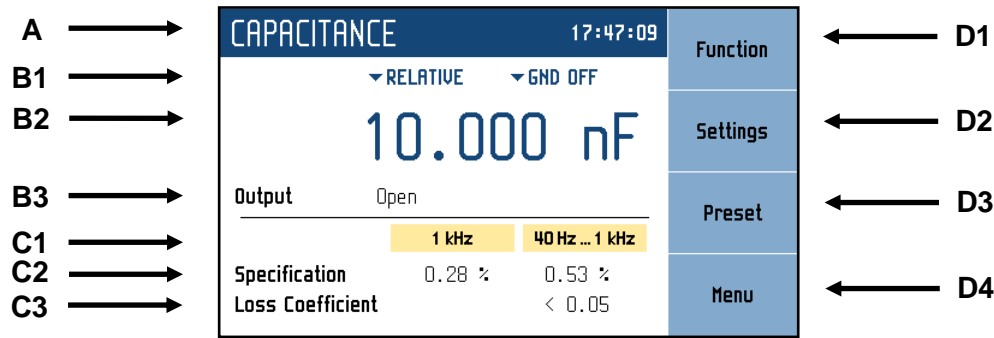 A CAPACITANCE 17:47:09 Function D1
B1 RELATIVE GND OFF
B2 10.000 nF Settings D2
B3 Output Open Preset D3
C1 1 kHz 40 Hz ... 1 kHz
C2 Specification 0.28 % 0.53 %
C3 Loss Coefficient < 0.05 Menu D4